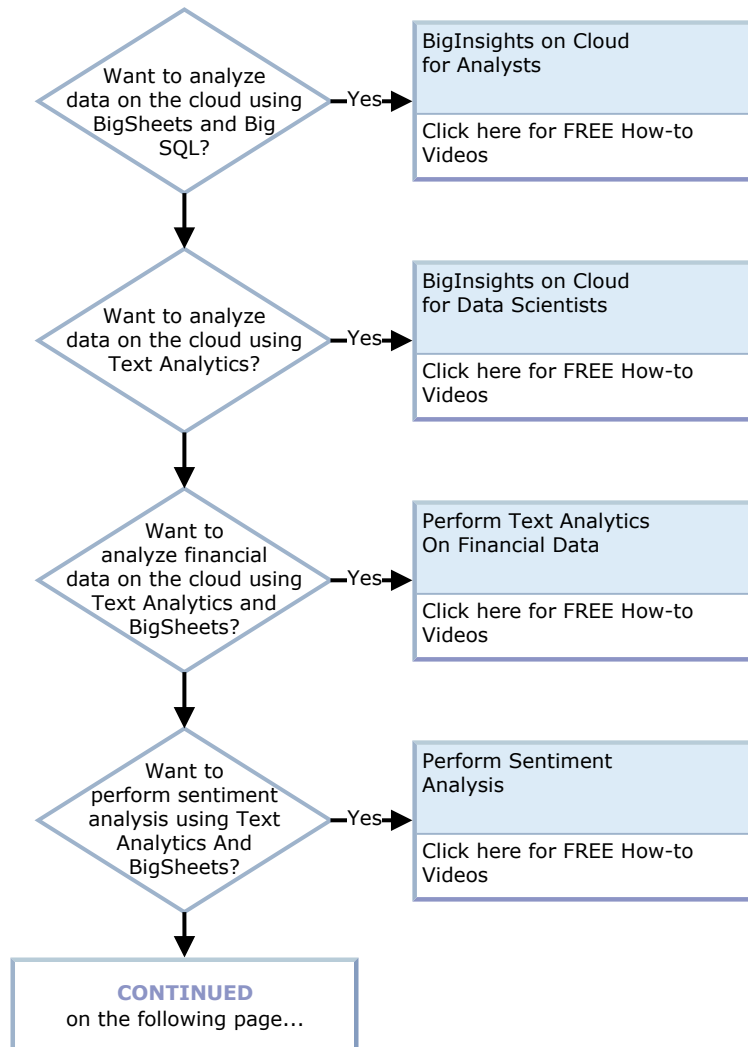 Want to analyze
data on the cloud using
BigSheets and Big
SQL?
Yes
BigInsights on Cloud
for Analysts
Click here for FREE How-to
Videos
Want to analyze
data on the cloud using
Text Analytics?
Yes
BigInsights on Cloud
for Data Scientists
Click here for FREE How-to
Videos
Want to
analyze financial
data on the cloud using
Text Analytics and
BigSheets?
Yes
Perform Text Analytics
On Financial Data
Click here for FREE How-to
Videos
Want to
perform sentiment
analysis using Text
Analytics And
BigSheets?
Yes
Perform Sentiment
Analysis
Click here for FREE How-to
Videos
CONTINUED
on the following page...